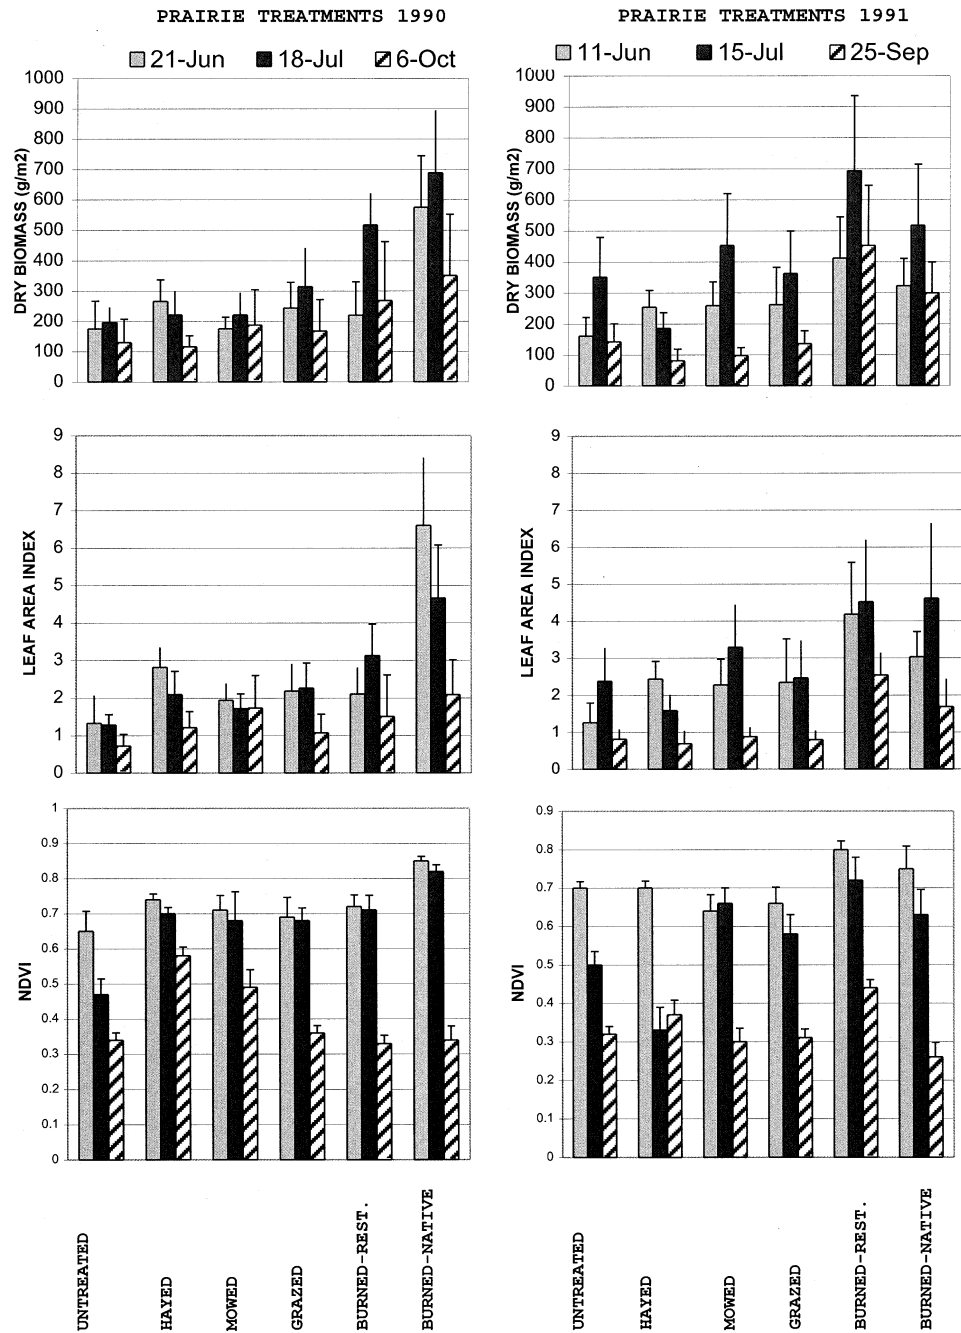 PRAIRIE TREATMENTS 1990
21-Jun 18-Jul 6-Oct
1000
900
800
700
600
500
400
300
200
100
0
DRY BIOMASS (g/m2)
9
8
7
6
5
4
3
2
1
0
LEAF AREA INDEX
1
0.9
0.8
0.7
0.6
0.5
0.4
0.3
0.2
0.1
0
NDVI
UNTREATED
HAYED
MOWED
GRAZED
BURNED-REST.
BURNED-NATIVE
PRAIRIE TREATMENTS 1991
11-Jun 15-Jul 25-Sep
1000
900
800
700
600
500
400
300
200
100
0
DRY BIOMASS (g/m2)
9
8
7
6
5
4
3
2
1
0
LEAF AREA INDEX
0.9
0.8
0.7
0.6
0.5
0.4
0.3
0.2
0.1
0
NDVI
UNTREATED
HAYED
MOWED
GRAZED
BURNED-REST.
BURNED-NATIVE